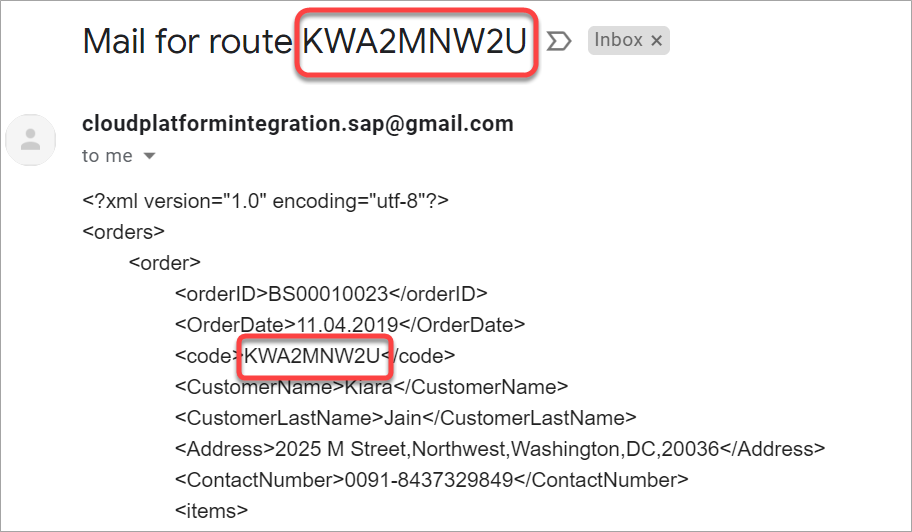 Mail for route KWA2MNW2U Inbox ×
cloudplatformintegration.sap@gmail.com
to me
<?xml version="1.0" encoding="utf-8"?>
<orders>
<order>
<orderID>BS00010023</orderID>
<OrderDate>11.04.2019</OrderDate>
<code>KWA2MNW2U</code>
<CustomerName>Kiara</CustomerName>
<CustomerLastName>Jain</CustomerLastName>
<Address>2025 M Street,Northwest,Washington,DC,20036</Address>
<ContactNumber>0091-8437329849</ContactNumber>
<items>